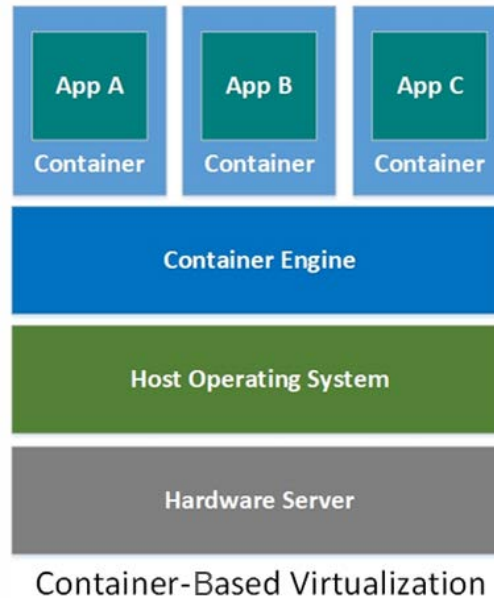 App A App B App C
Container Container Container
Container Engine
Host Operating System
Hardware Server
Container-Based Virtualization